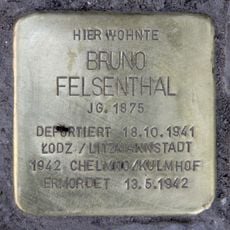 HIER WOHNTE
BRUNO
FELSENTHAL
JG. 1875
DEPORTIERT 18.10.1941
ŁODZ / LITZMANNSTADT
1942 CHELMNO/KULMHOF
ERMORDET 13.5.1942